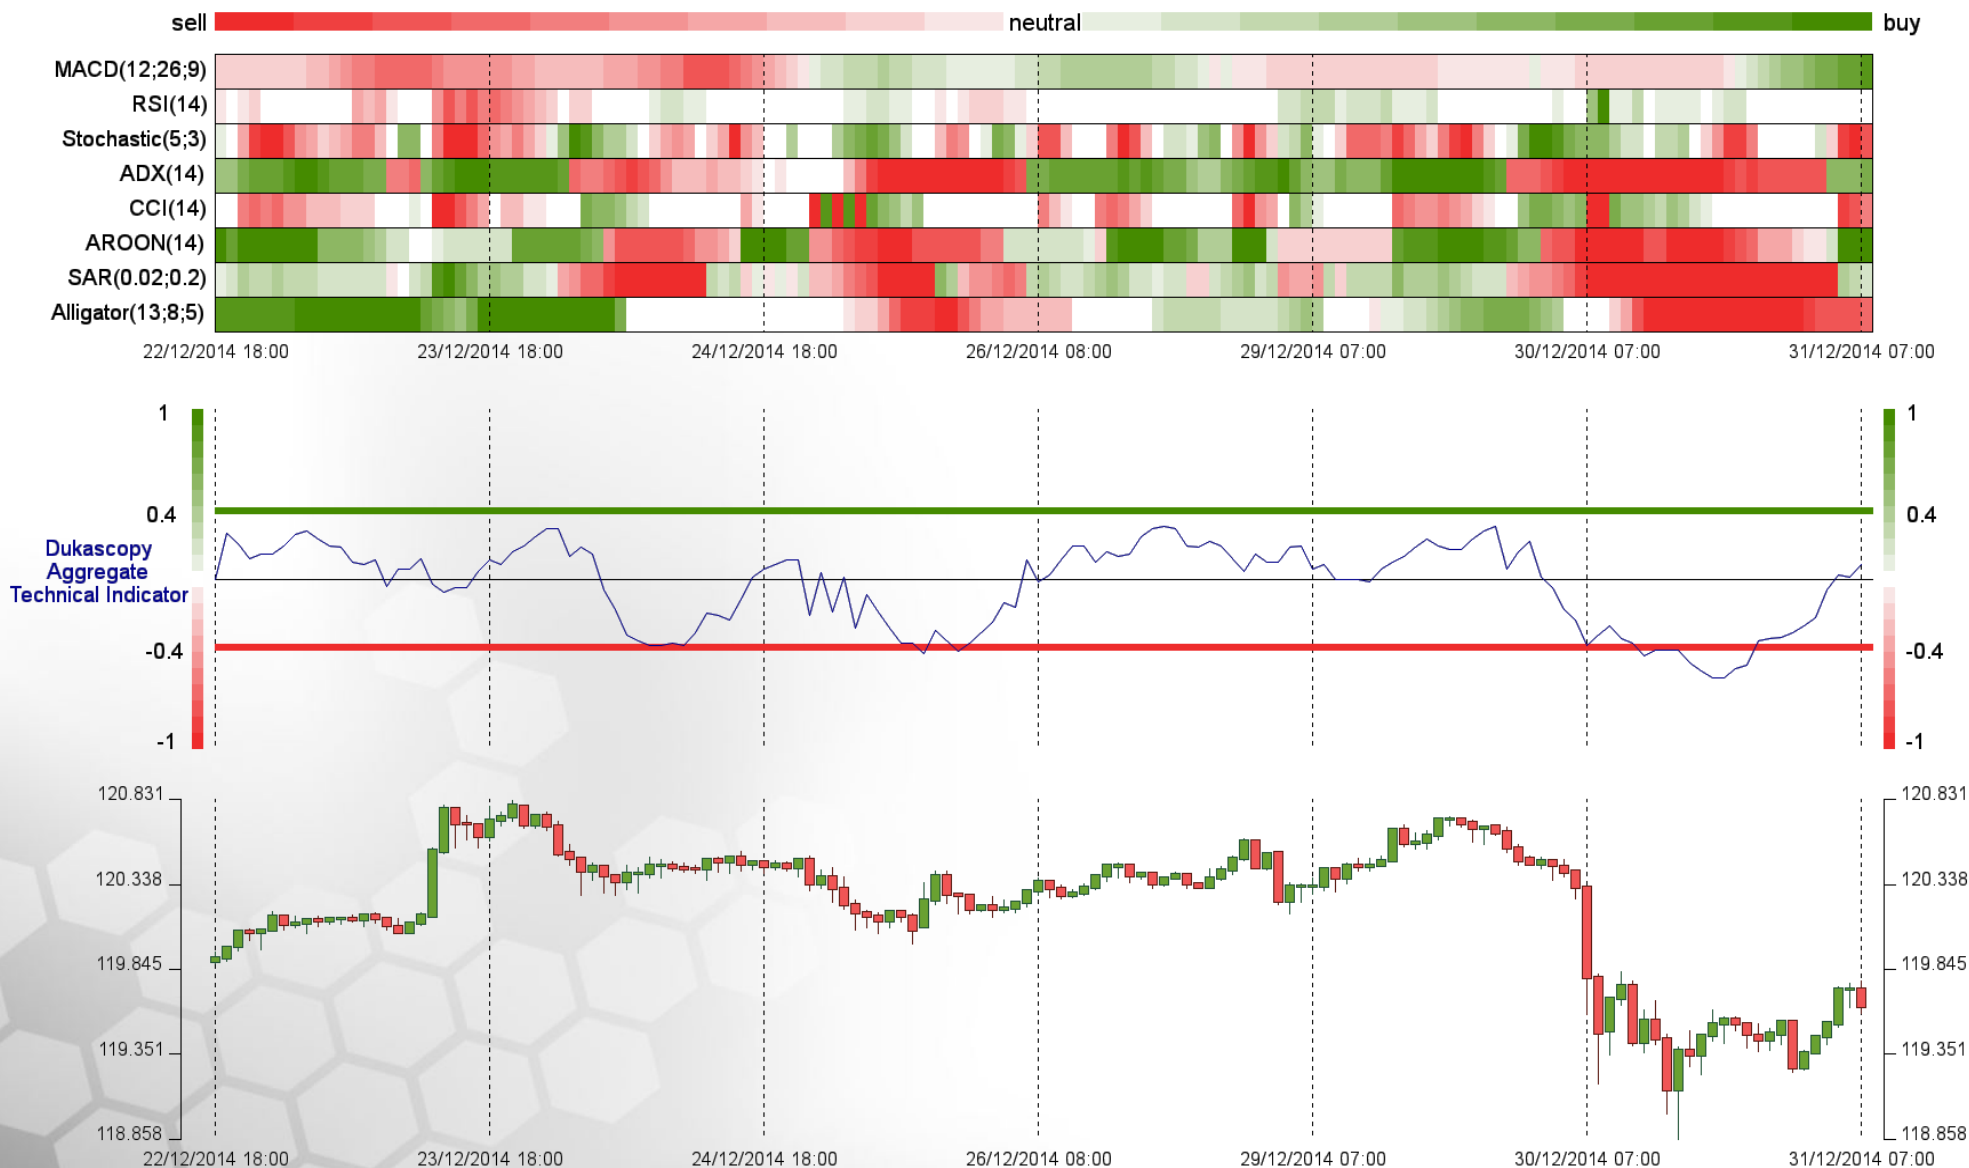 sell neutral buy
MACD(12;26;9)
RSI(14)
Stochastic(5;3)
ADX(14)
CCI(14)
AROON(14)
SAR(0.02;0.2)
Alligator(13;8;5)
22/12/2014 18:00 23/12/2014 18:00 24/12/2014 18:00 26/12/2014 08:00 29/12/2014 07:00 30/12/2014 07:00 31/12/2014 07:00
1 1
0.4 0.4
Dukascopy
Aggregate
Technical Indicator
-0.4 -0.4
-1 -1
120.831 120.831
120.338 120.338
119.845 119.845
119.351 119.351
118.858 118.858
22/12/2014 18:00 23/12/2014 18:00 24/12/2014 18:00 26/12/2014 08:00 29/12/2014 07:00 30/12/2014 07:00 31/12/2014 07:00